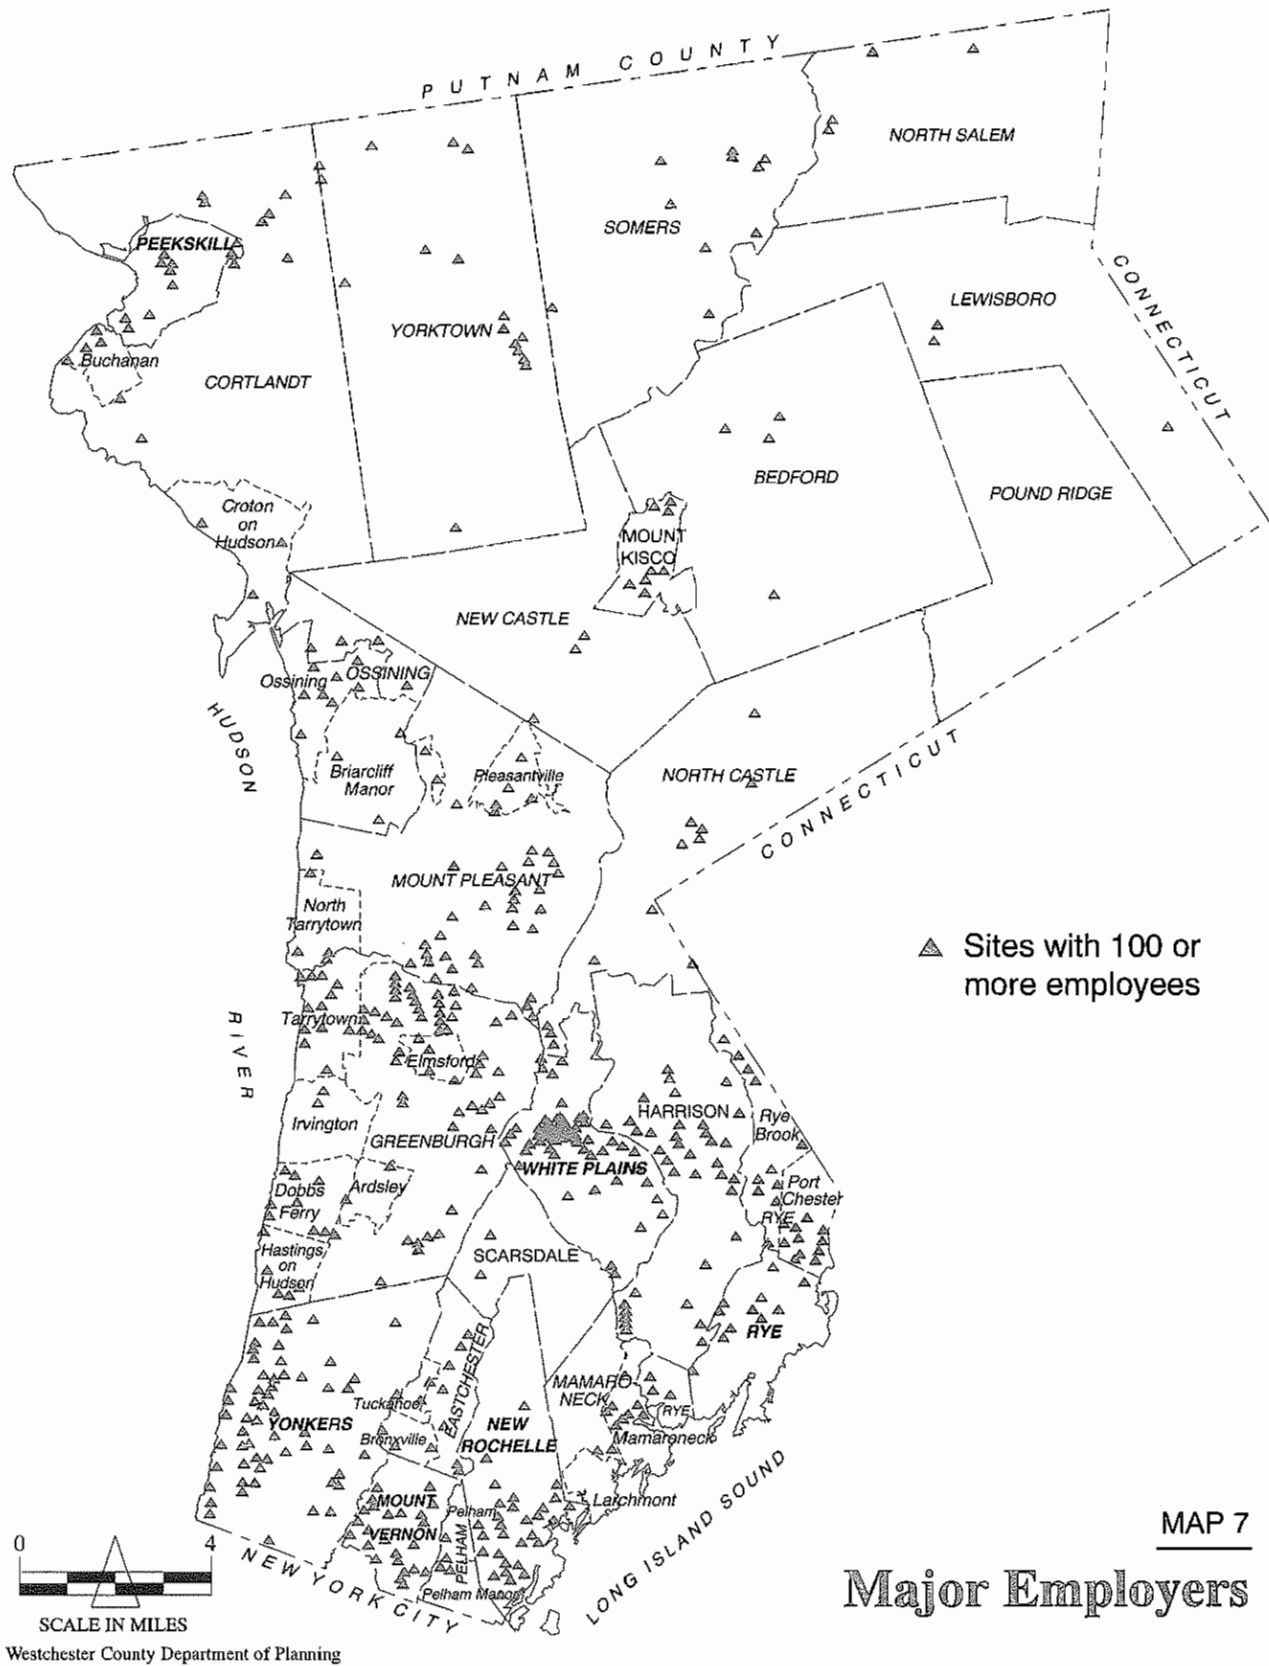 PUTNAM COUNTY
NORTH SALEM
SOMERS
PEEKSKILL
CONNECTICUT
LEWISBORO
YORKTOWN
Buchanan
CORTLANDT
BEDFORD
POUND RIDGE
Croton
on
Hudson
MOUNT
KISCO
NEW CASTLE
Ossining
OSSINING
HUDSON
Briarcliff
Manor
Pleasantville
NORTH CASTLE
CONNECTICUT
MOUNT PLEASANT
North
Tarrytown
Sites with 100 or
more employees
RIVER
Tarrytown
Elmsford
Irvington
GREENBURGH
HARRISON
Rye
Brook
WHITE PLAINS
Dobbs
Ferry
Ardsley
Port
Chester
RYE
Hastings
on
Hudson
SCARSDALE
RYE
EASTCHESTER
Tuckahoe
MAMARO-
NECK
RYE
YONKERS
Bronxville
NEW
ROCHELLE
Mamaroneck
MOUNT
VERNON
Pelham
PELHAM
Larchmont
Pelham Manor
LONG ISLAND SOUND
NEW YORK CITY
0 4
SCALE IN MILES
Westchester County Department of Planning
MAP 7
Major Employers